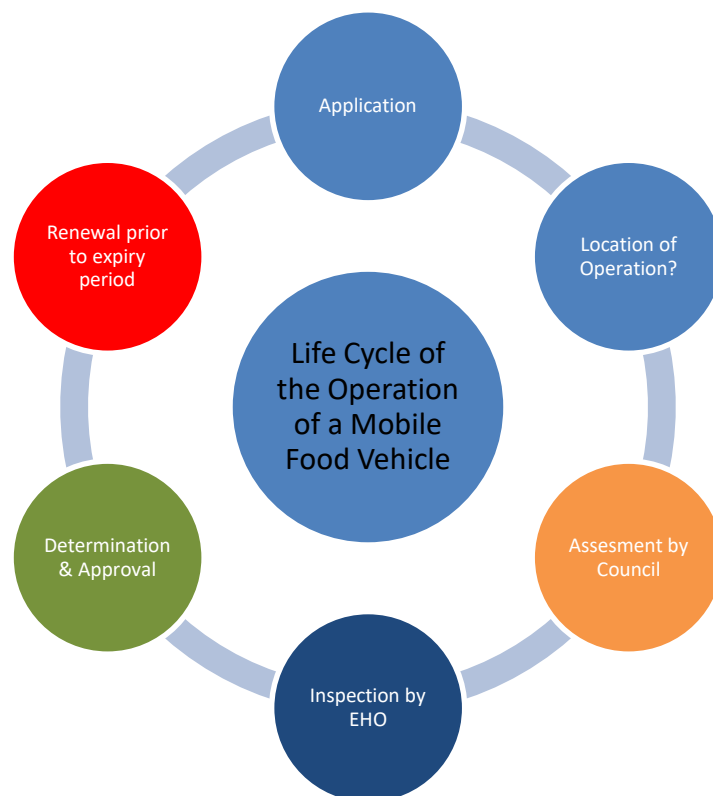 Application
Location of
Operation?
Assesment by
Council
Inspection by
EHO
Determination
& Approval
Renewal prior
to expiry
period
Life Cycle of
the Operation
of a Mobile
Food Vehicle